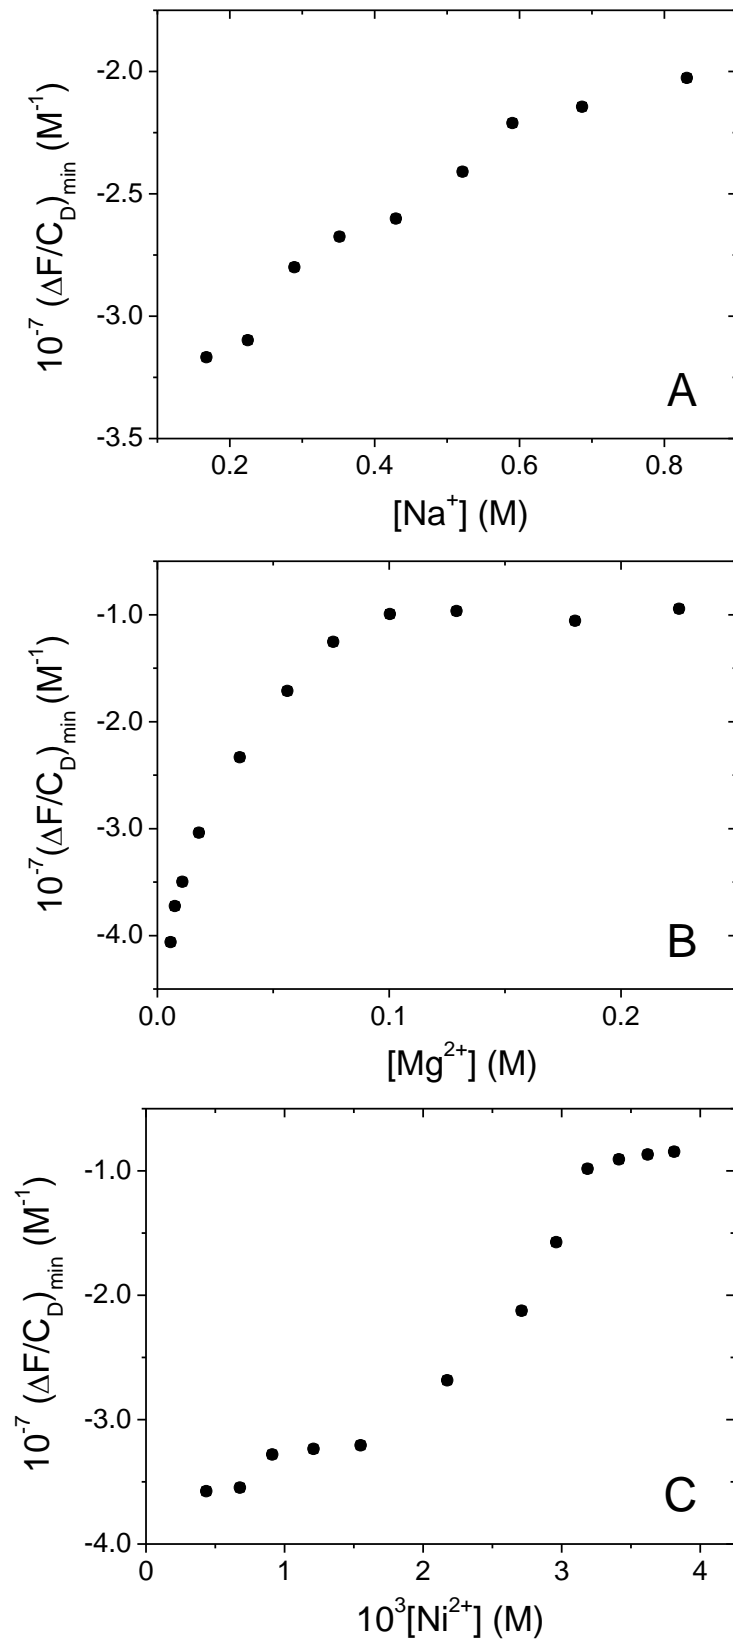 -2.0
-2.5
-3.0
-3.5
10⁻⁷ (ΔF/C_D)_min (M⁻¹)
A
0.2 0.4 0.6 0.8
[Na⁺] (M)
-1.0
-2.0
-3.0
-4.0
10⁻⁷(ΔF/C_D)_min (M⁻¹)
B
0.0 0.1 0.2
[Mg²⁺] (M)
-1.0
-2.0
-3.0
-4.0
10⁻⁷ (ΔF/C_D)_min (M⁻¹)
C
0 1 2 3 4
10³[Ni²⁺] (M)